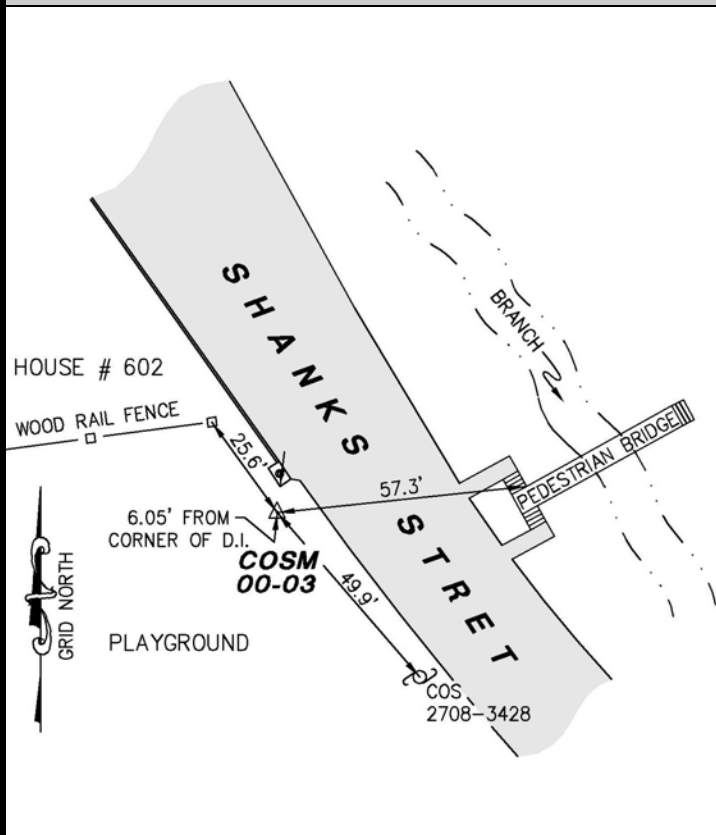 SHANKS STRET
BRANCH
HOUSE # 602
WOOD RAIL FENCE
25.6'
57.3'
PEDESTRIAN BRIDGE
6.05' FROM
CORNER OF D.I.
COSM
00-03
49.9'
GRID NORTH
PLAYGROUND
COS
2708-3428